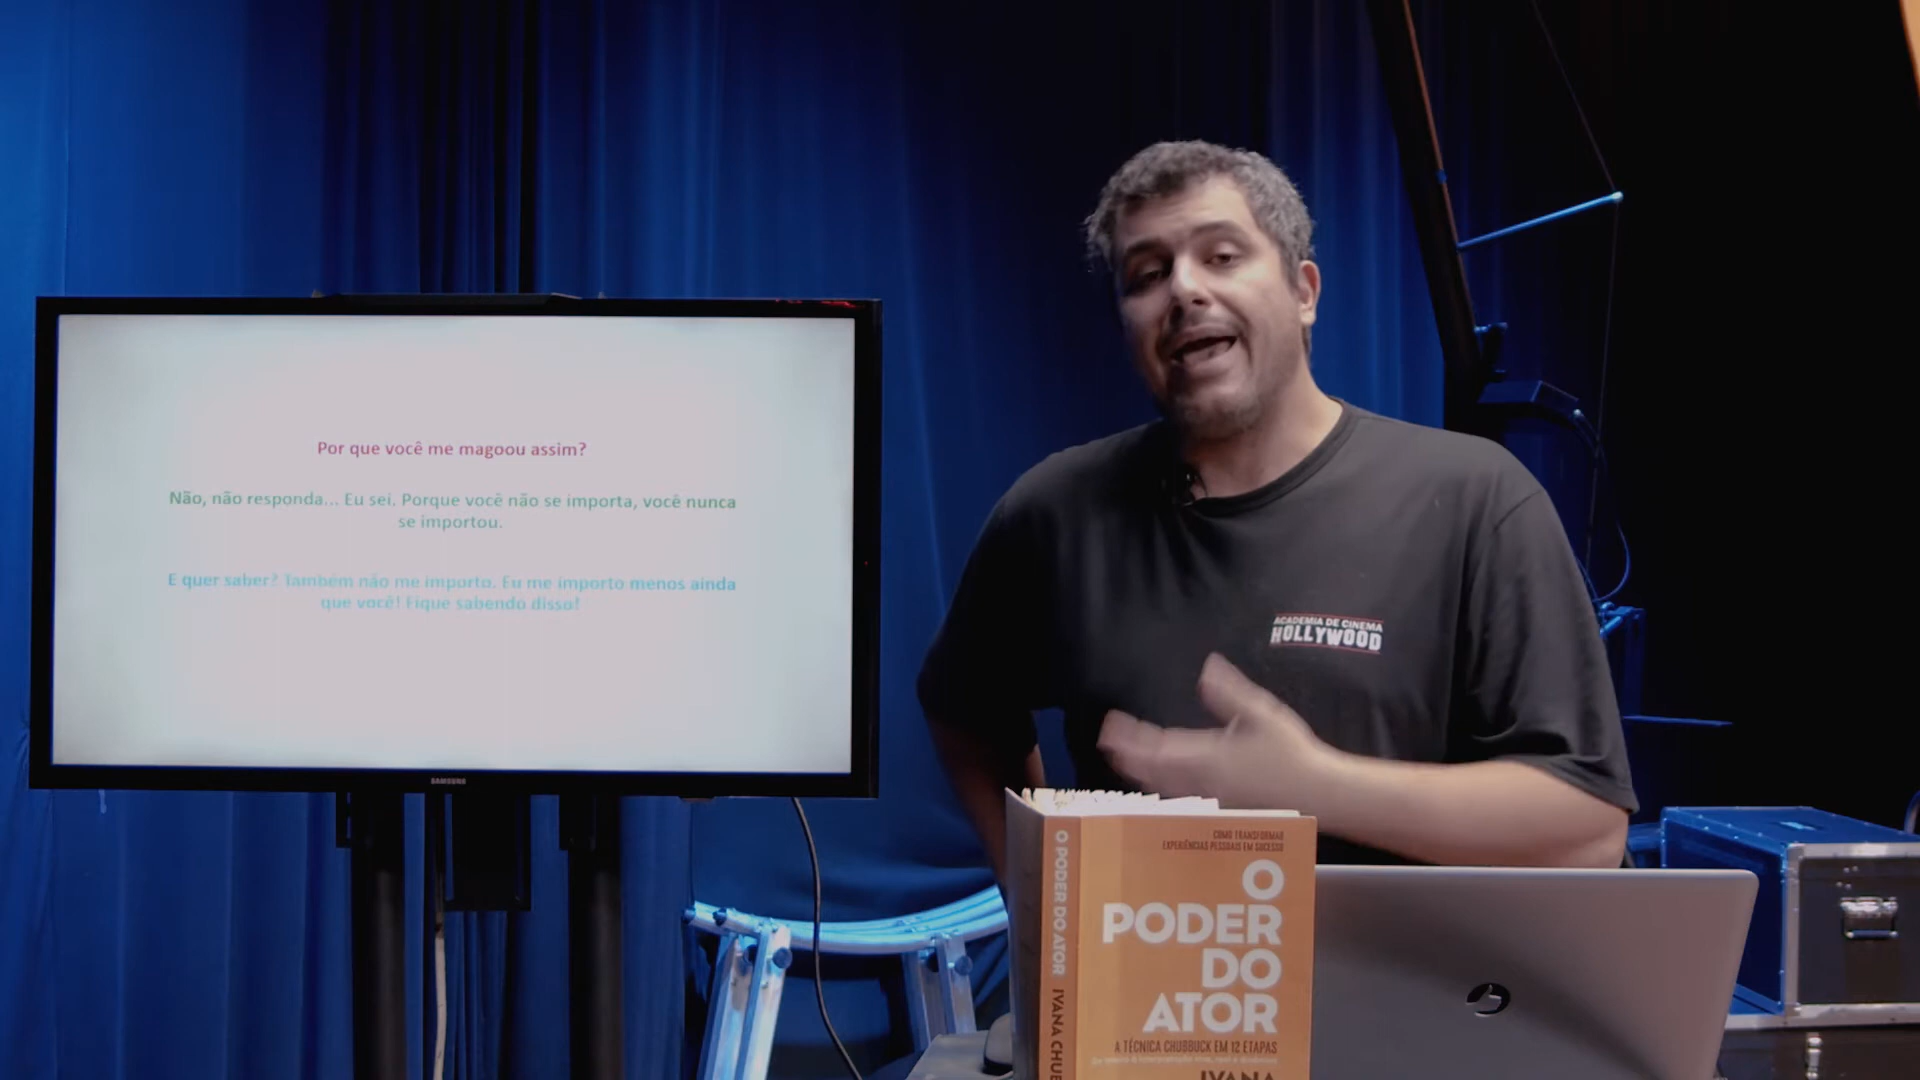 Por que você me magoou assim?
Não, não responda... Eu sei. Porque você não se importa, você nunca
se importou.
E quer saber? Também não me importo. Eu me importo menos ainda
que você! Fique sabendo disso!
SAMSUNG
ACADEMIA DE CINEMA
HOLLYWOOD
O PODER DO ATOR IVANA CHUB
COMO TRANSFORMAR
EXPERIÊNCIAS PESSOAIS EM SUCESSO
O
PODER
DO
ATOR
A TÉCNICA CHUBBUCK EM 12 ETAPAS
IVANA